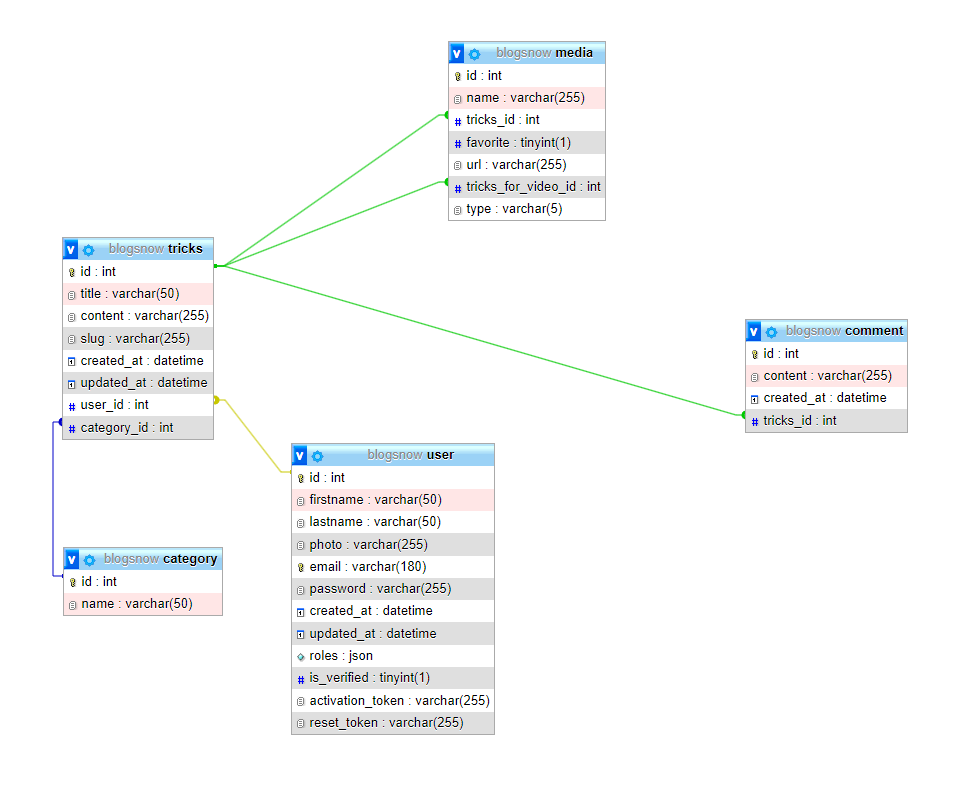 v blogsnow media
id : int
name : varchar(255)
# tricks_id : int
# favorite : tinyint(1)
url : varchar(255)
# tricks_for_video_id : int
type : varchar(5)
v blogsnow tricks
id : int
title : varchar(50)
content : varchar(255)
slug : varchar(255)
created_at : datetime
updated_at : datetime
# user_id : int
# category_id : int
v blogsnow comment
id : int
content : varchar(255)
created_at : datetime
# tricks_id : int
v blogsnow user
id : int
firstname : varchar(50)
lastname : varchar(50)
photo : varchar(255)
email : varchar(180)
password : varchar(255)
created_at : datetime
updated_at : datetime
roles : json
# is_verified : tinyint(1)
activation_token : varchar(255)
reset_token : varchar(255)
v blogsnow category
id : int
name : varchar(50)